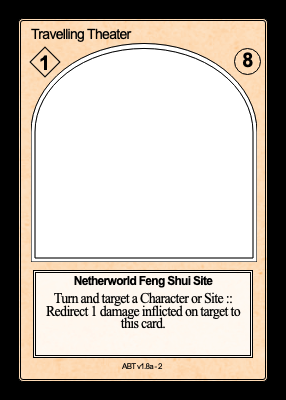 Travelling Theater
1
8
Netherworld Feng Shui Site
Turn and target a Character or Site ::
Redirect 1 damage inflicted on target to
this card.
ABT v1.8a - 2